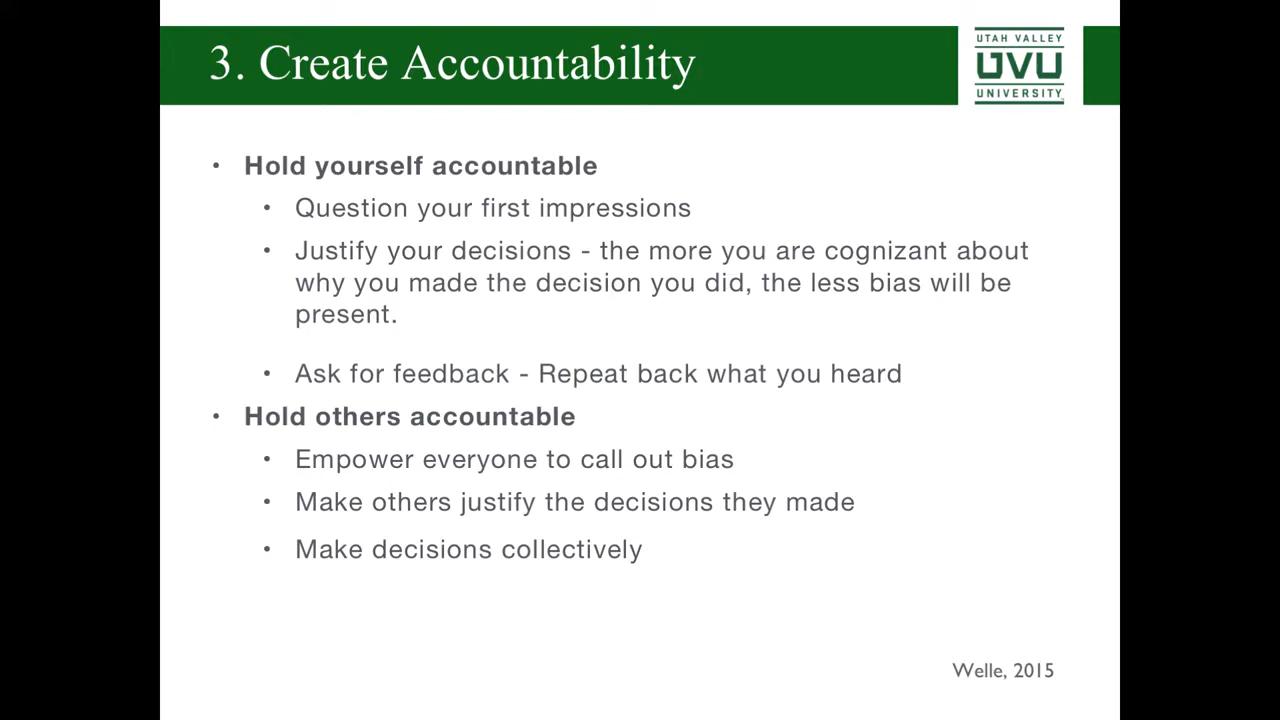 3. Create Accountability
UTAH VALLEY
UVU
UNIVERSITY
• Hold yourself accountable
• Question your first impressions
• Justify your decisions - the more you are cognizant about
why you made the decision you did, the less bias will be
present.
• Ask for feedback - Repeat back what you heard
• Hold others accountable
• Empower everyone to call out bias
• Make others justify the decisions they made
• Make decisions collectively
Welle, 2015